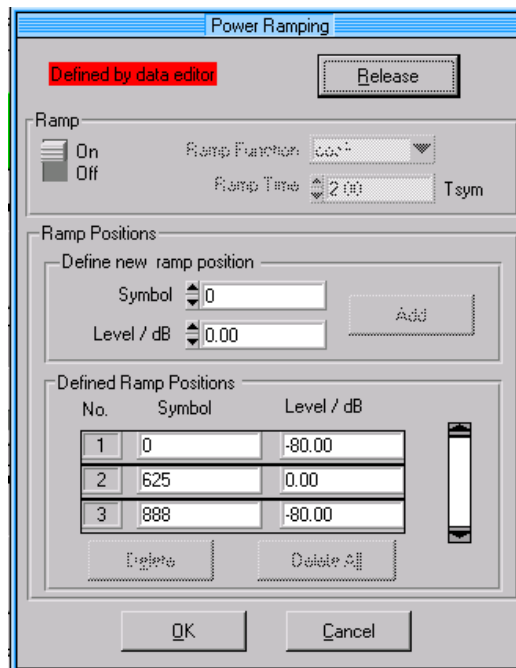 Power Ramping
Defined by data editor
Release
Ramp
On
Off
Ramp Function
Ramp Time 2.00 Tsym
Ramp Positions
Define new ramp position
Symbol 0
Level / dB 0.00
Add
Defined Ramp Positions
No. Symbol Level / dB
1 0 -80.00
2 625 0.00
3 888 -80.00
Delete Delete All
OK Cancel